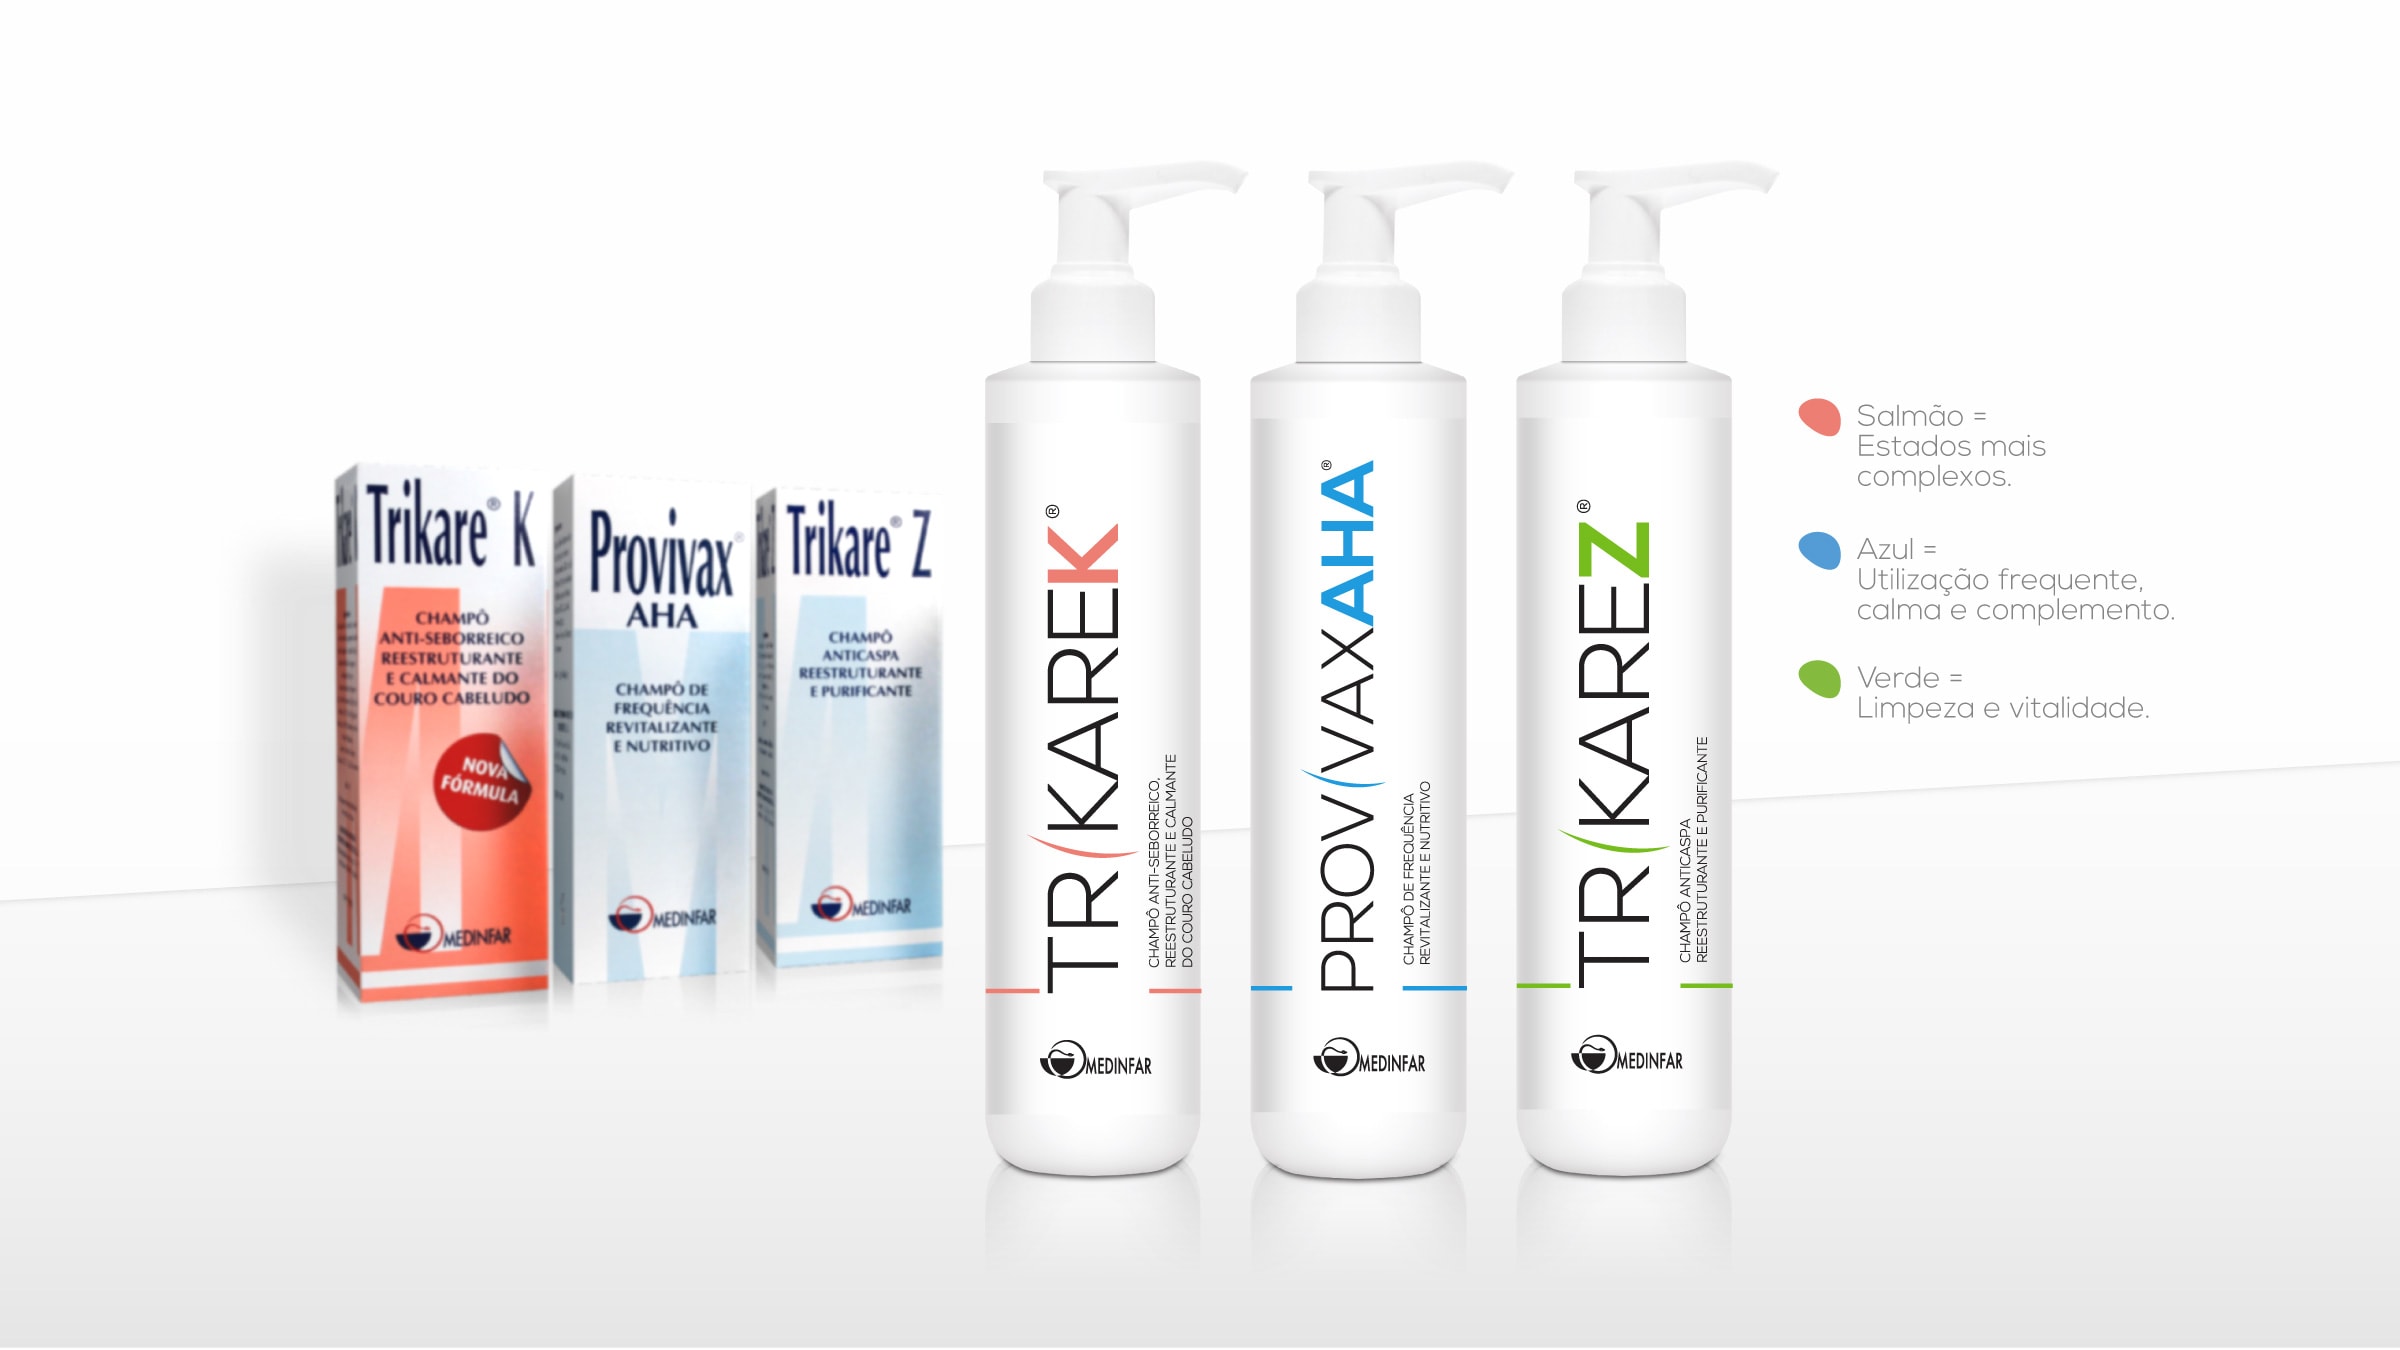 Trikare® K
CHAMPÔ
ANTI-SEBORREICO
REESTRUTURANTE
E CALMANTE DO
COURO CABELUDO
NOVA
FÓRMULA
MEDINFAR
Provivax®
AHA
CHAMPÔ DE
FREQUÊNCIA
REVITALIZANTE
E NUTRITIVO
MEDINFAR
Trikare® Z
CHAMPÔ
ANTICASPA
REESTRUTURANTE
E PURIFICANTE
MEDINFAR
TRIKAREK®
CHAMPÔ ANTI-SEBORREICO,
REESTRUTURANTE E CALMANTE
DO COURO CABELUDO
MEDINFAR
PROVIVAXAHA®
CHAMPÔ DE FREQUÊNCIA
REVITALIZANTE E NUTRITIVO
MEDINFAR
TRIKAREZ®
CHAMPÔ ANTICASPA
REESTRUTURANTE E PURIFICANTE
MEDINFAR
Salmão =
Estados mais
complexos.
Azul =
Utilização frequente,
calma e complemento.
Verde =
Limpeza e vitalidade.